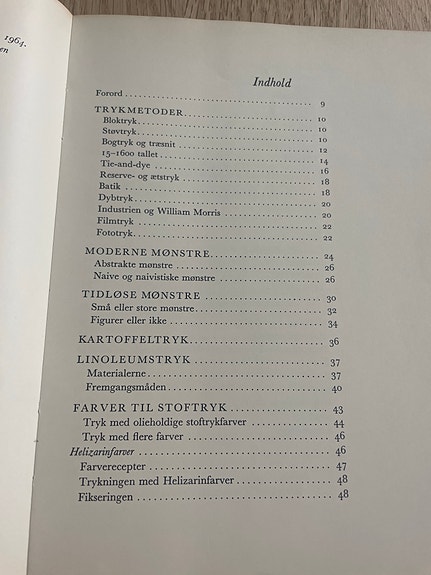 1964.
en
Indhold
Forord 9
TRYKMETODER 10
Bloktryk 10
Støvtryk 10
Bogtryk og træsnit 12
15-1600 tallet 14
Tie-and-dye 16
Reserve- og ætstryk 18
Batik 18
Dybtryk 20
Industrien og William Morris 20
Filmtryk 22
Fototryk 22
MODERNE MØNSTRE 24
Abstrakte mønstre 26
Naive og naivistiske mønstre 26
TIDLØSE MØNSTRE 30
Små eller store mønstre 32
Figurer eller ikke 34
KARTOFFELTRYK 36
LINOLEUMSTRYK 37
Materialerne 37
Fremgangsmåden 40
FARVER TIL STOFTRYK 43
Tryk med olieholdige stoftrykfarver 44
Tryk med flere farver 46
Helizarinfarver 46
Farverecepter 47
Trykningen med Helizarinfarver 48
Fikseringen 48